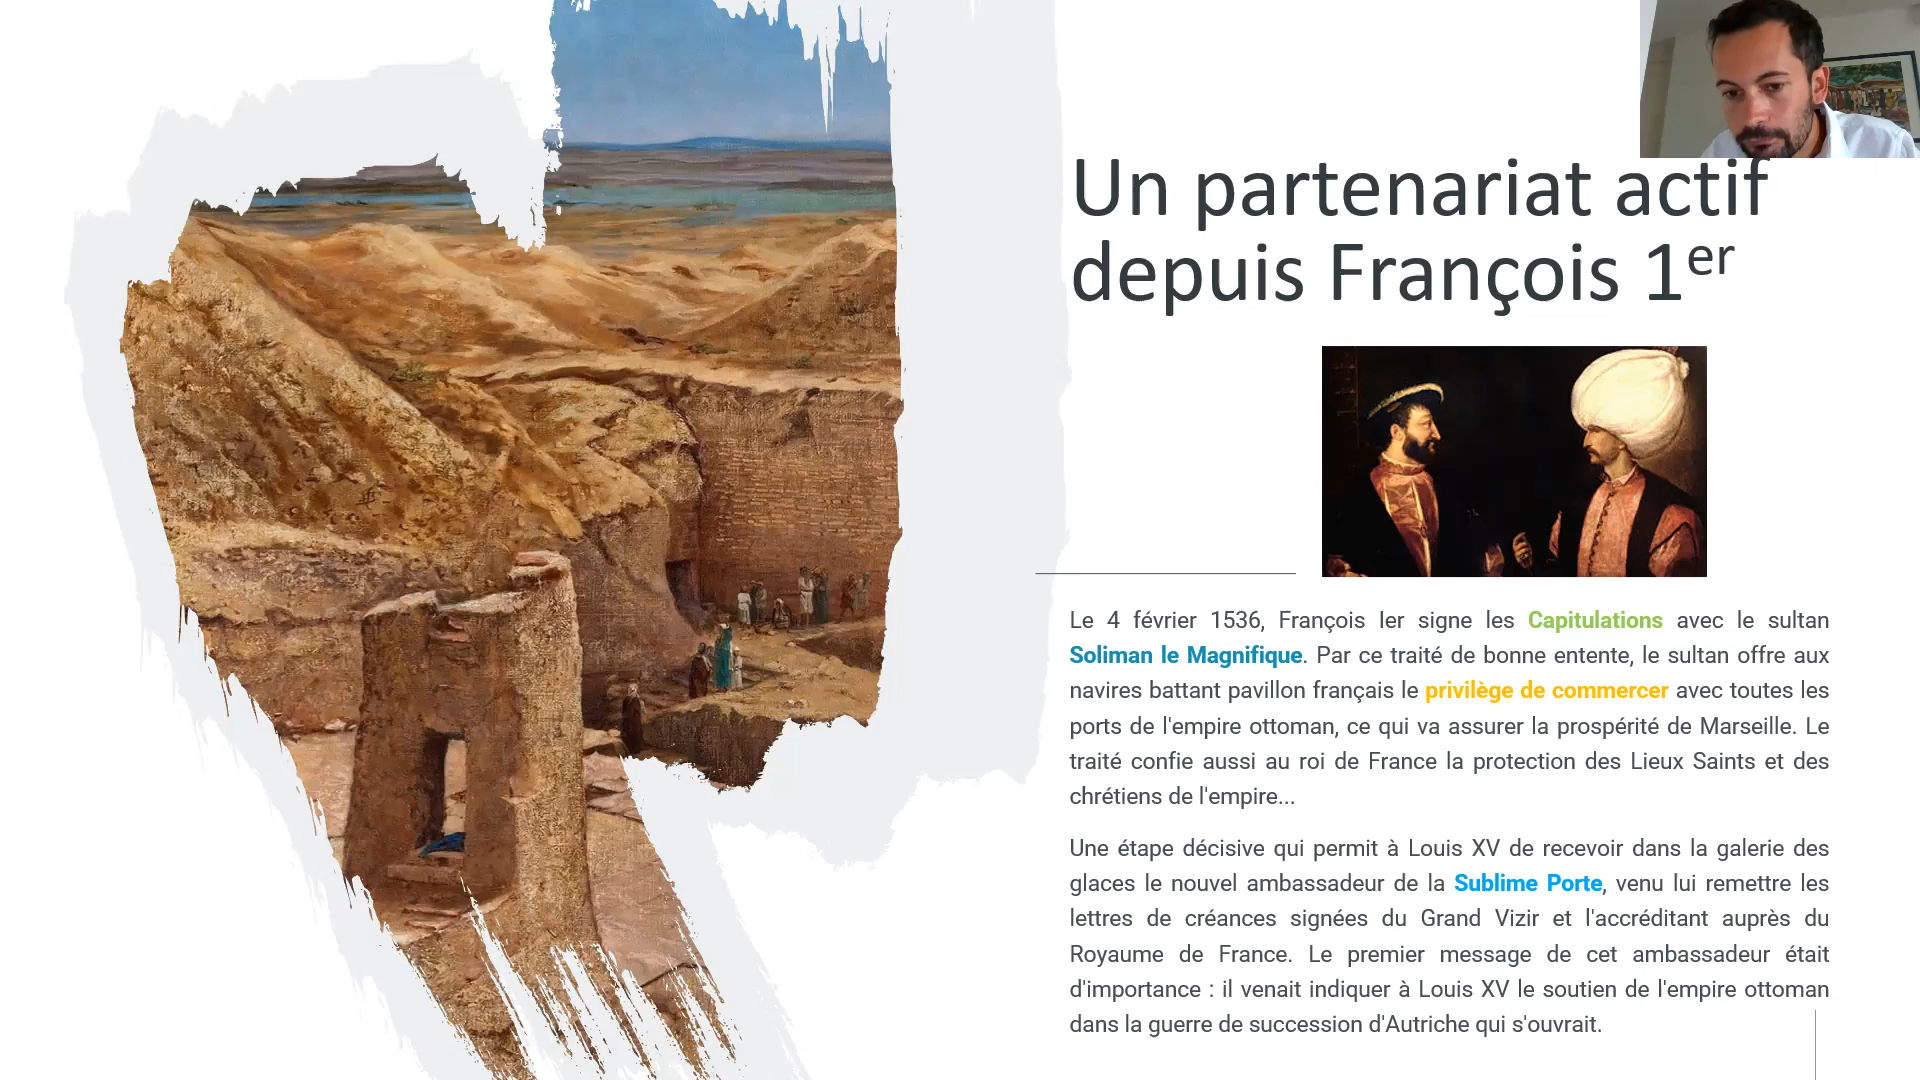 Un partenariat actif
depuis François 1er
Le 4 février 1536, François Ier signe les Capitulations avec le sultan
Soliman le Magnifique. Par ce traité de bonne entente, le sultan offre aux
navires battant pavillon français le privilège de commercer avec toutes les
ports de l'empire ottoman, ce qui va assurer la prospérité de Marseille. Le
traité confie aussi au roi de France la protection des Lieux Saints et des
chrétiens de l'empire...
Une étape décisive qui permit à Louis XV de recevoir dans la galerie des
glaces le nouvel ambassadeur de la Sublime Porte, venu lui remettre les
lettres de créances signées du Grand Vizir et l'accréditant auprès du
Royaume de France. Le premier message de cet ambassadeur était
d'importance : il venait indiquer à Louis XV le soutien de l'empire ottoman
dans la guerre de succession d'Autriche qui s'ouvrait.